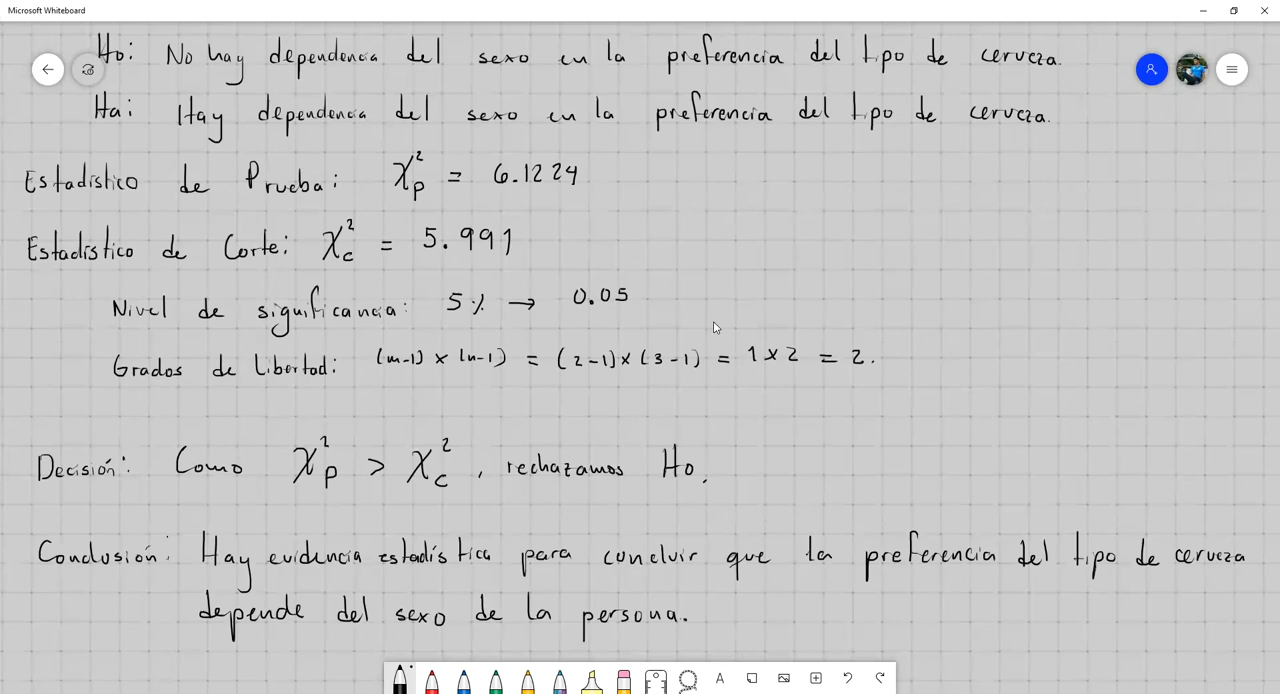 Microsoft Whiteboard
Ho: No hay dependencia del sexo en la preferencia del tipo de cerveza.
Ha: Hay dependencia del sexo en la preferencia del tipo de cerveza.
Estadístico de Prueba: χ²p = 6.1224
Estadístico de Corte: χ²c = 5.991
Nivel de significancia: 5% → 0.05
Grados de Libertad: (m-1) x (n-1) = (2-1) x (3-1) = 1 x 2 = 2.
Decisión: Como χ²p > χ²c, rechazamos Ho.
Conclusión: Hay evidencia estadística para concluir que la preferencia del tipo de cerveza
depende del sexo de la persona.